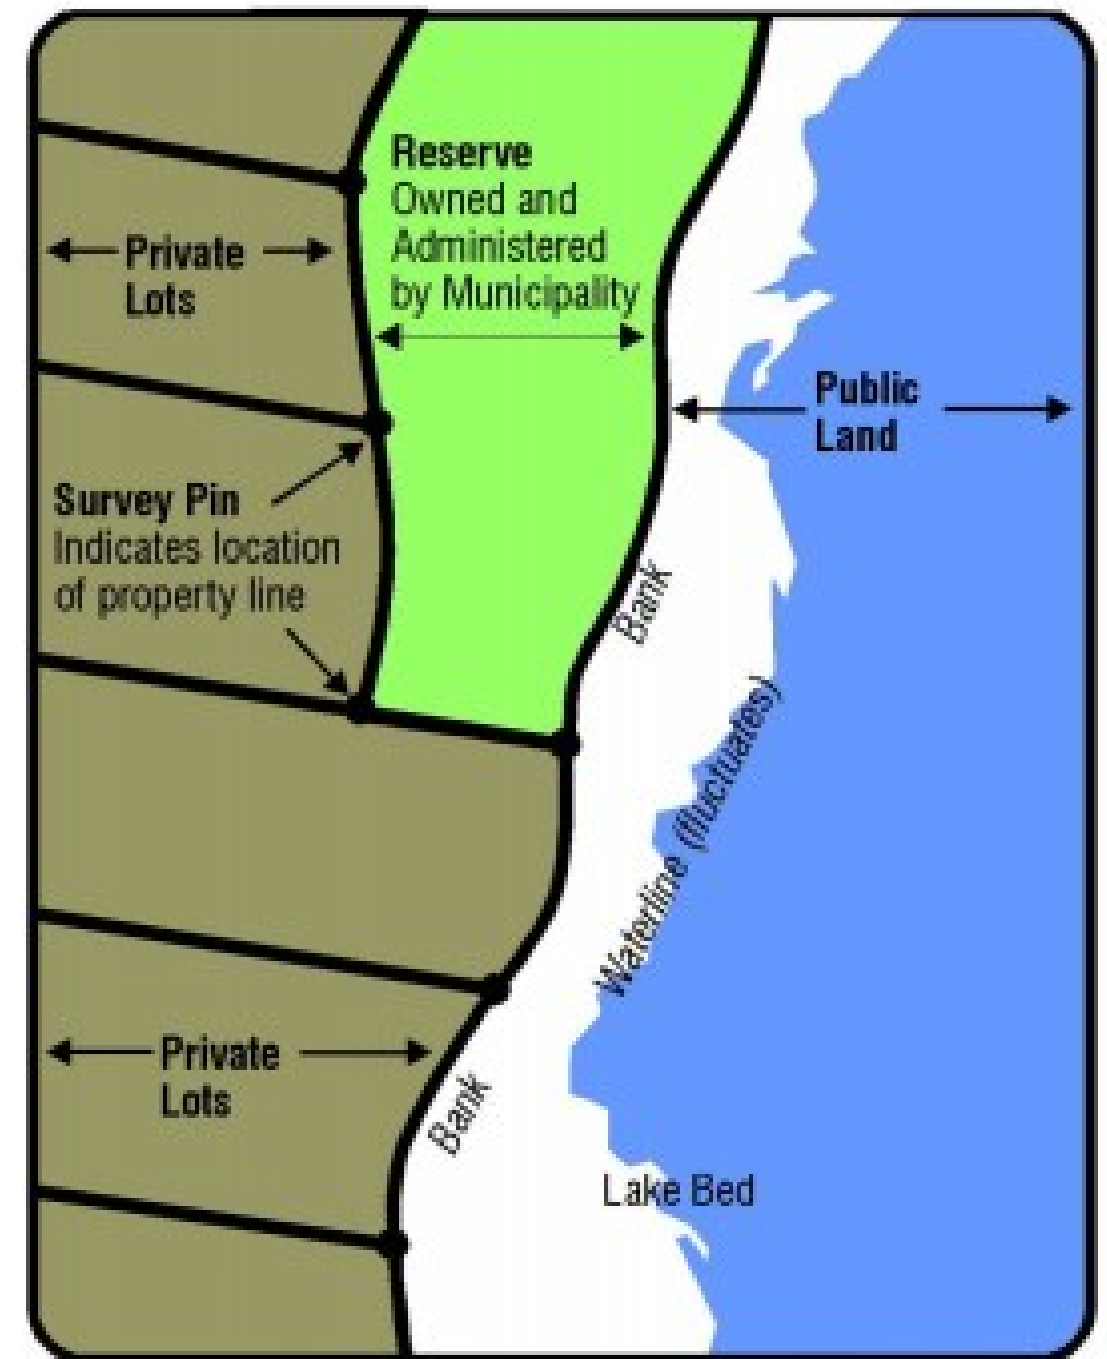 Reserve
Owned and
Administered
by Municipality
Private
Lots
Public
Land
Survey Pin
Indicates location
of property line
Bank
Waterline (fluctuates)
Private
Lots
Bank
Lake Bed